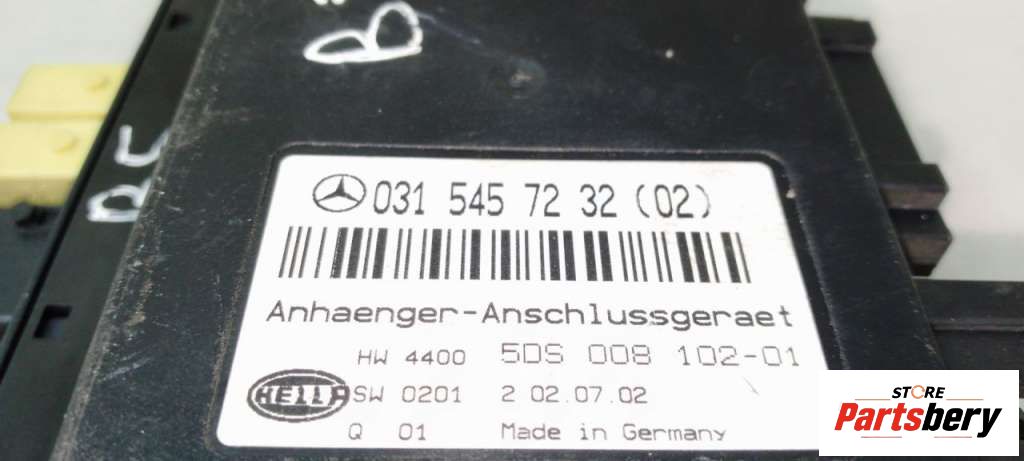 031 545 72 32 (02)
Anhaenger-Anschlussgeraet
HW 4400 5DS 008 102-01
HELLA SW 0201 2 02.07.02
Q 01 Made in Germany
STORE
Partsbery